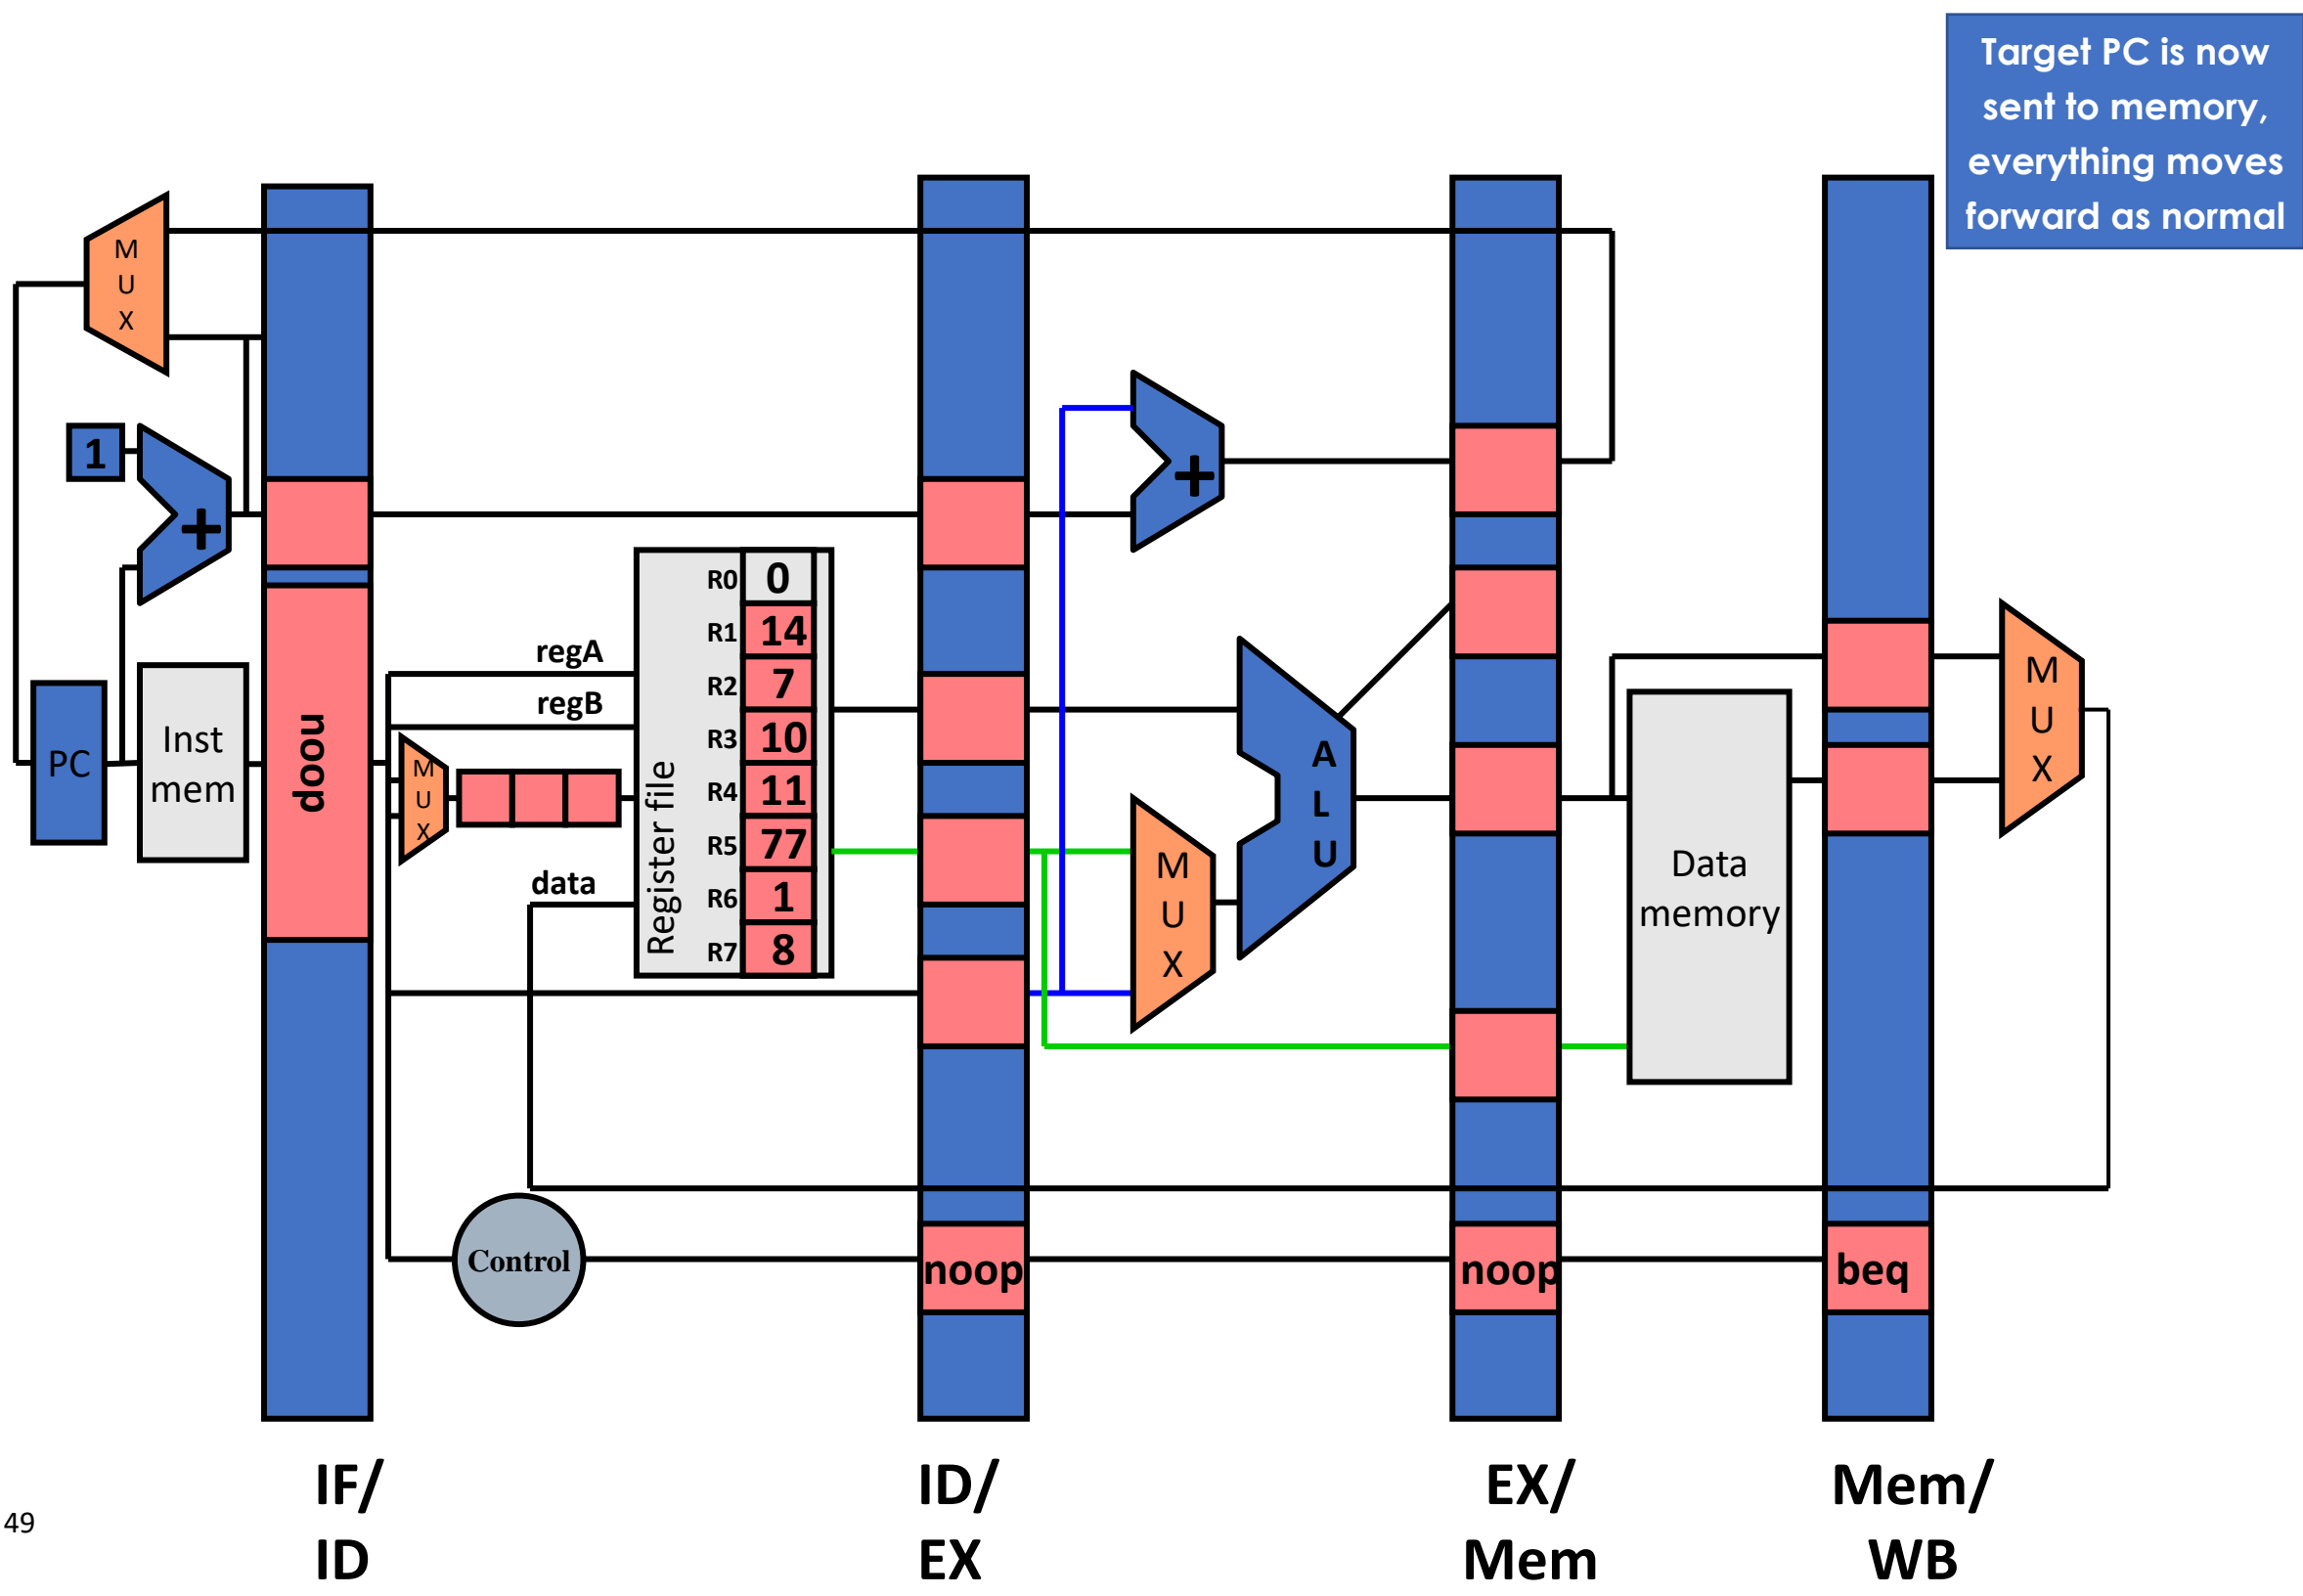 Target PC is now
sent to memory,
everything moves
forward as normal
M
U
X
1
+
+
R0 0
R1 14
R2 7
R3 10
R4 11
R5 77
R6 1
R7 8
Register file
regA
regB
data
PC
Inst
mem
noop
M
U
X
A
L
U
M
U
X
Data
memory
M
U
X
Control
noop
noop
beq
IF/
ID
ID/
EX
EX/
Mem
Mem/
WB
49